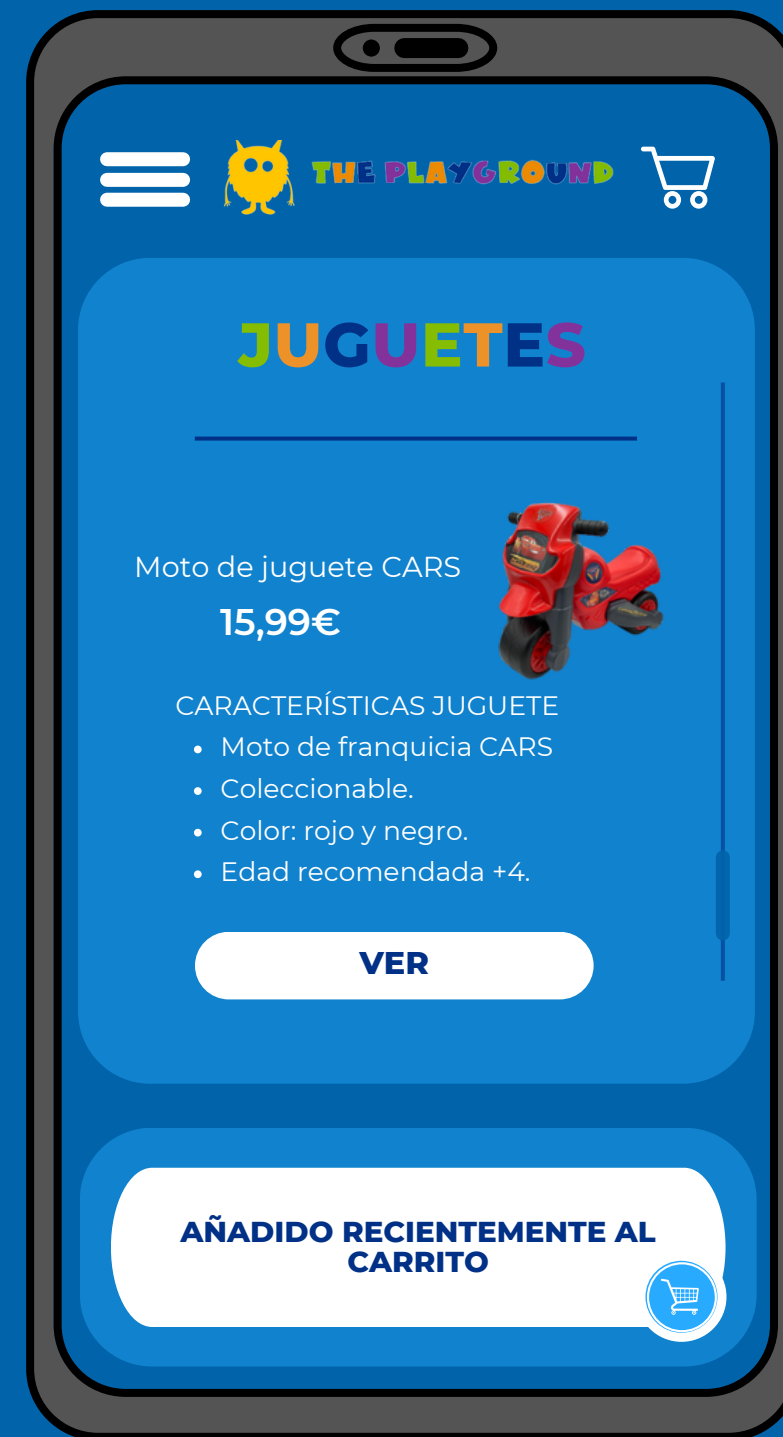 THE PLAYGROUND
JUGUETES
Moto de juguete CARS
15,99€
CARACTERÍSTICAS JUGUETE
• Moto de franquicia CARS
• Coleccionable.
• Color: rojo y negro.
• Edad recomendada +4.
VER
AÑADIDO RECIENTEMENTE AL
CARRITO